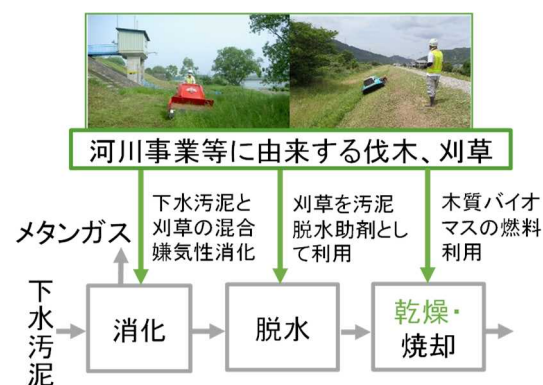 河川事業等に由来する伐木、刈草
下水汚泥と
刈草の混合
嫌気性消化
刈草を汚泥
脱水助剤とし
て利用
木質バイオ
マスの燃料
利用
メタンガス
下水汚泥
消化
脱水
乾燥・
焼却